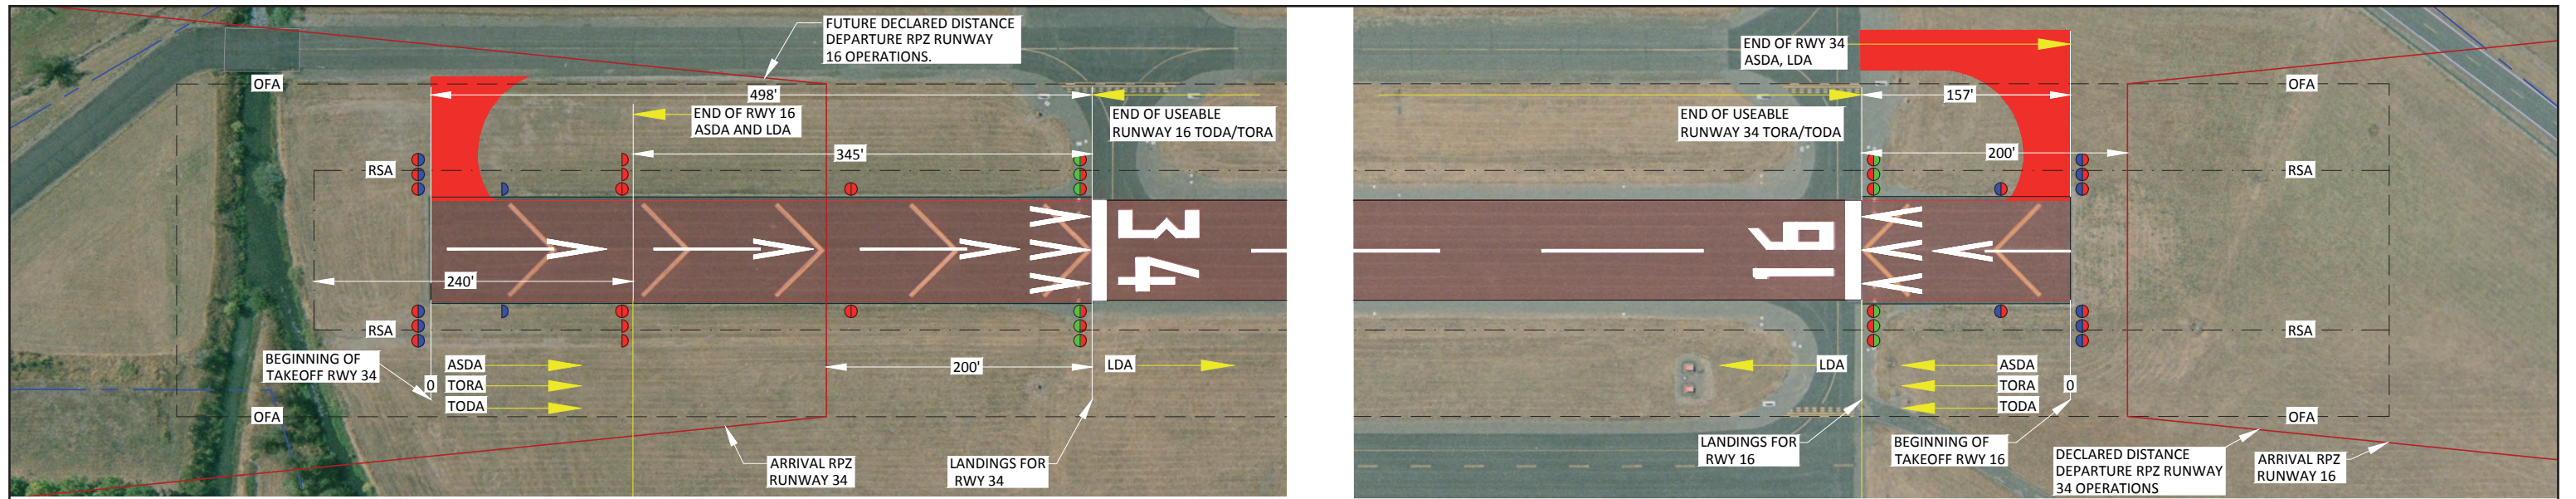 FUTURE DECLARED DISTANCE
DEPARTURE RPZ RUNWAY
16 OPERATIONS.
OFA
498'
END OF RWY 16
ASDA AND LDA
END OF USEABLE
RUNWAY 16 TODA/TORA
345'
RSA
34
240'
RSA
BEGINNING OF
TAKEOFF RWY 34
0
ASDA
TORA
TODA
200'
LDA
OFA
ARRIVAL RPZ
RUNWAY 34
LANDINGS FOR
RWY 34
END OF RWY 34
ASDA, LDA
OFA
157'
END OF USEABLE
RUNWAY 34 TORA/TODA
200'
RSA
16
RSA
LDA
ASDA
TORA
TODA
0
OFA
LANDINGS FOR
RWY 16
BEGINNING OF
TAKEOFF RWY 16
DECLARED DISTANCE
DEPARTURE RPZ RUNWAY
34 OPERATIONS
ARRIVAL RPZ
RUNWAY 16